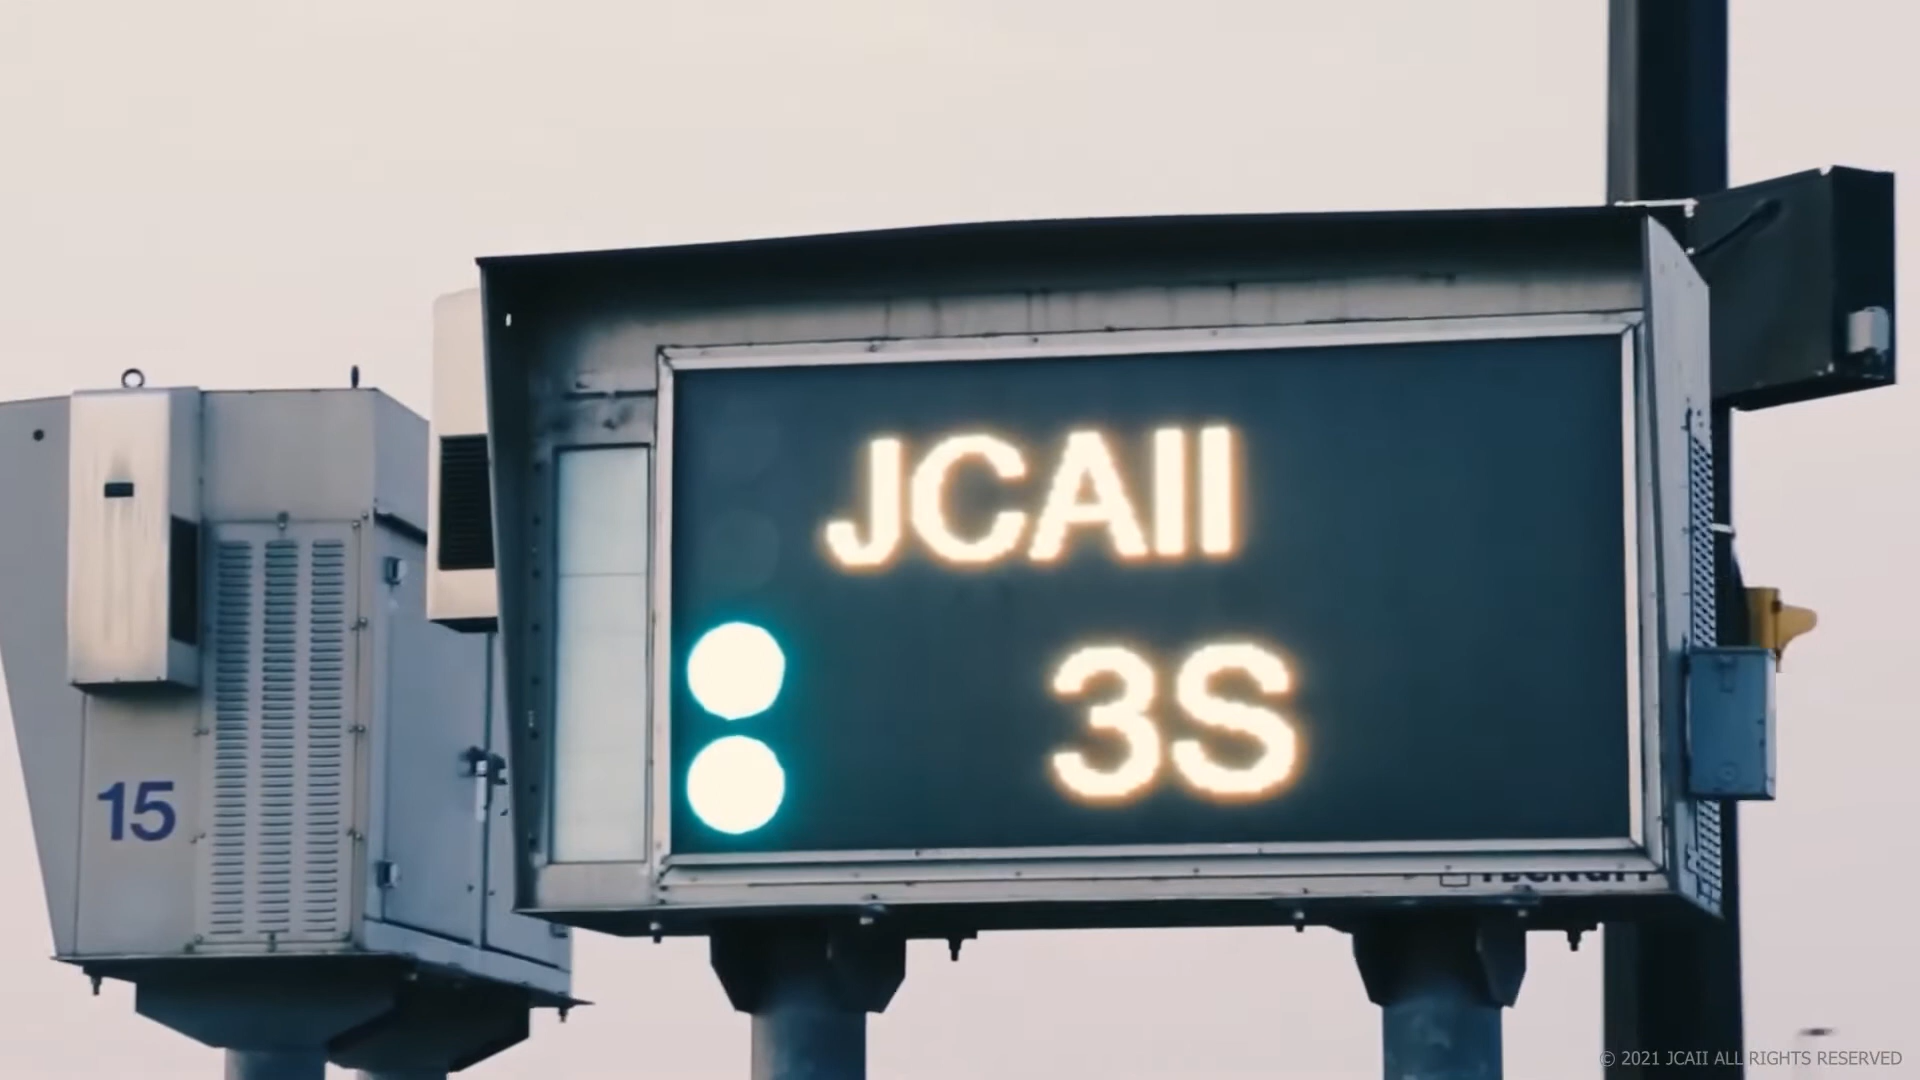 JCAII
3S
15
© 2021 JCAII ALL RIGHTS RESERVED